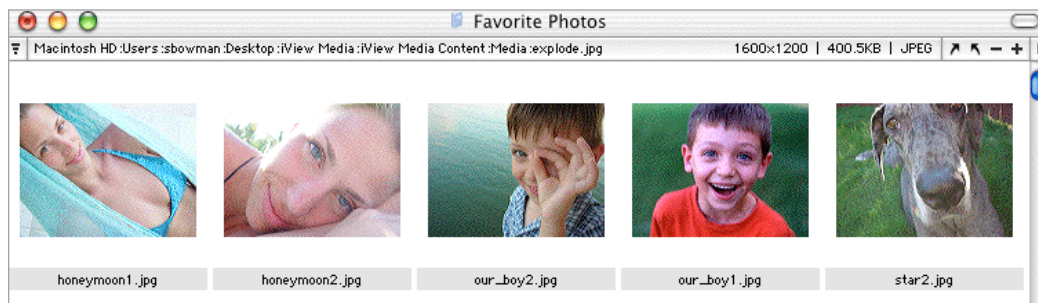 Favorite Photos
Macintosh HD:Users:sbowman:Desktop:iView Media:iView Media Content:Media:explode.jpg 1600x1200 | 400.5KB | JPEG
honeymoon1.jpg honeymoon2.jpg our_boy2.jpg our_boy1.jpg star2.jpg